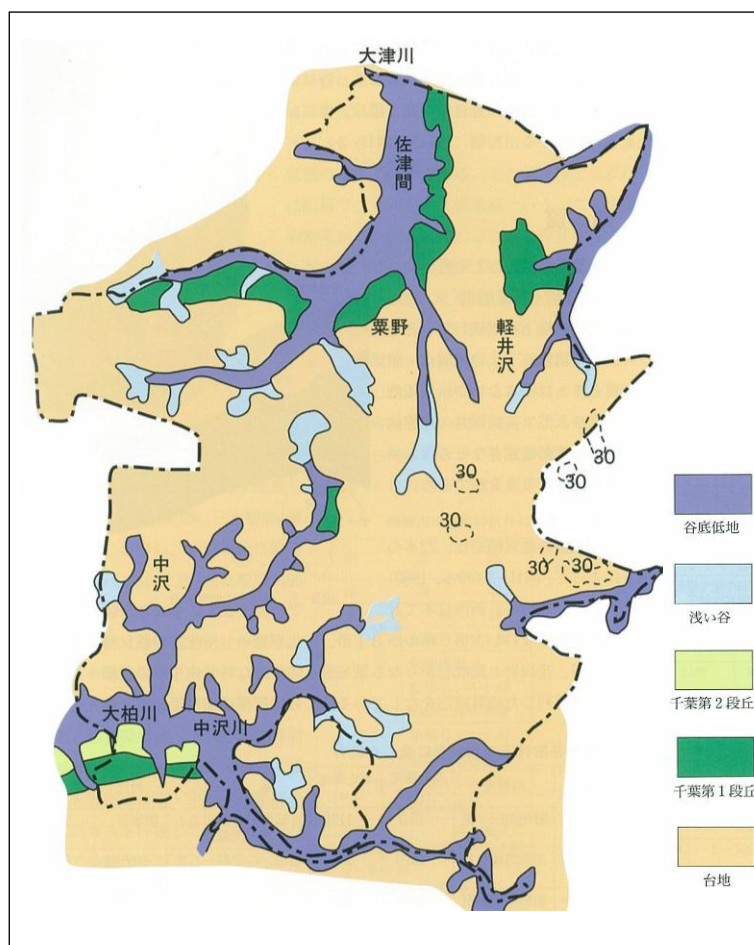 大津川
佐津間
粟野
軽井沢
30
30
30
30
30
中沢
大柏川
中沢川
谷底低地
浅い谷
千葉第2段丘
千葉第1段丘
台地